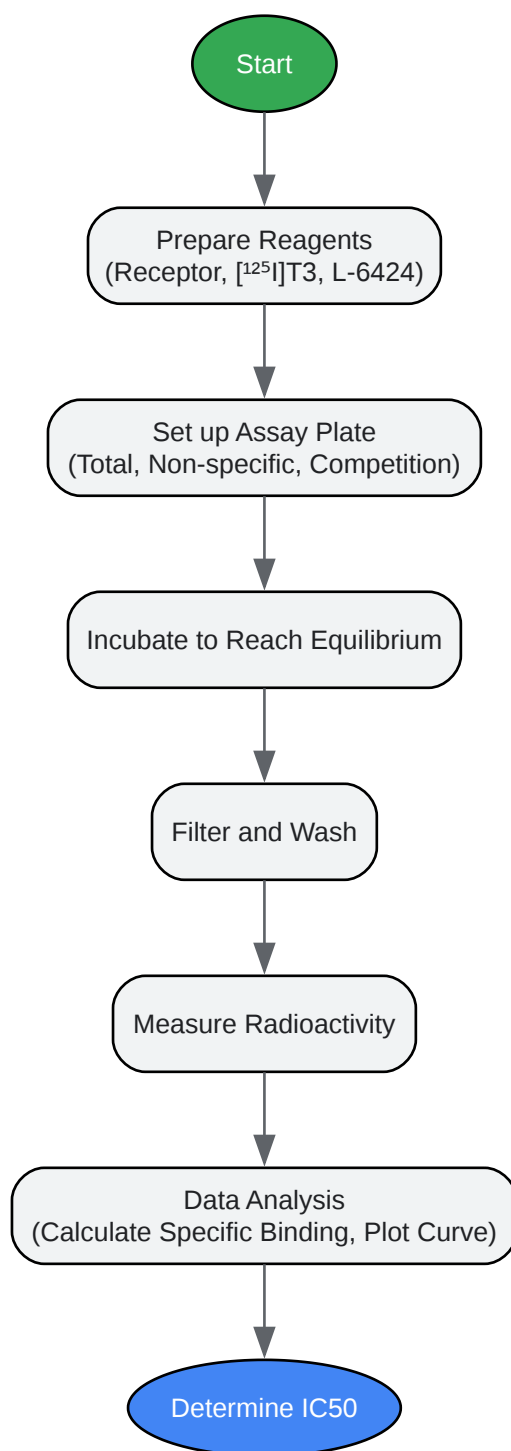 Start
Prepare Reagents
(Receptor, [¹²⁵I]T3, L-6424)
Set up Assay Plate
(Total, Non-specific, Competition)
Incubate to Reach Equilibrium
Filter and Wash
Measure Radioactivity
Data Analysis
(Calculate Specific Binding, Plot Curve)
Determine IC50